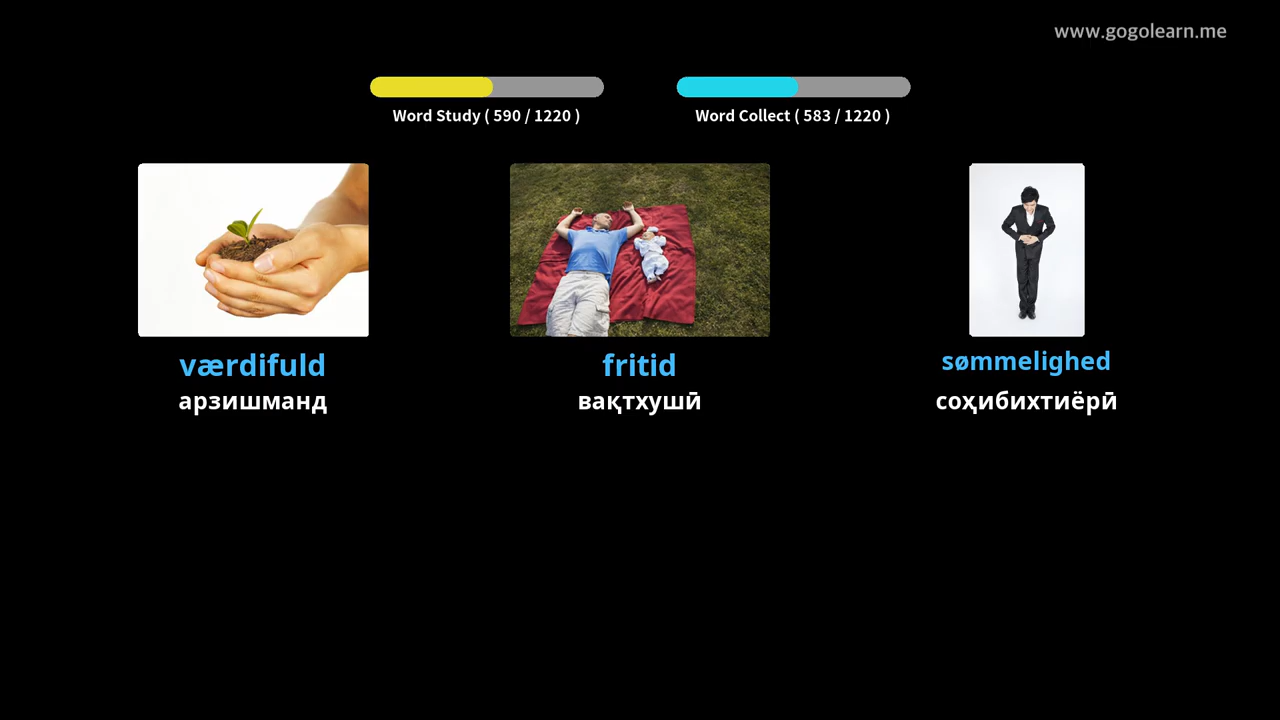 www.gogolearn.me
Word Study ( 590 / 1220 )
Word Collect ( 583 / 1220 )
værdifuld
арзишманд
fritid
вақтхушӣ
sømmelighed
соҳибихтиёрӣ